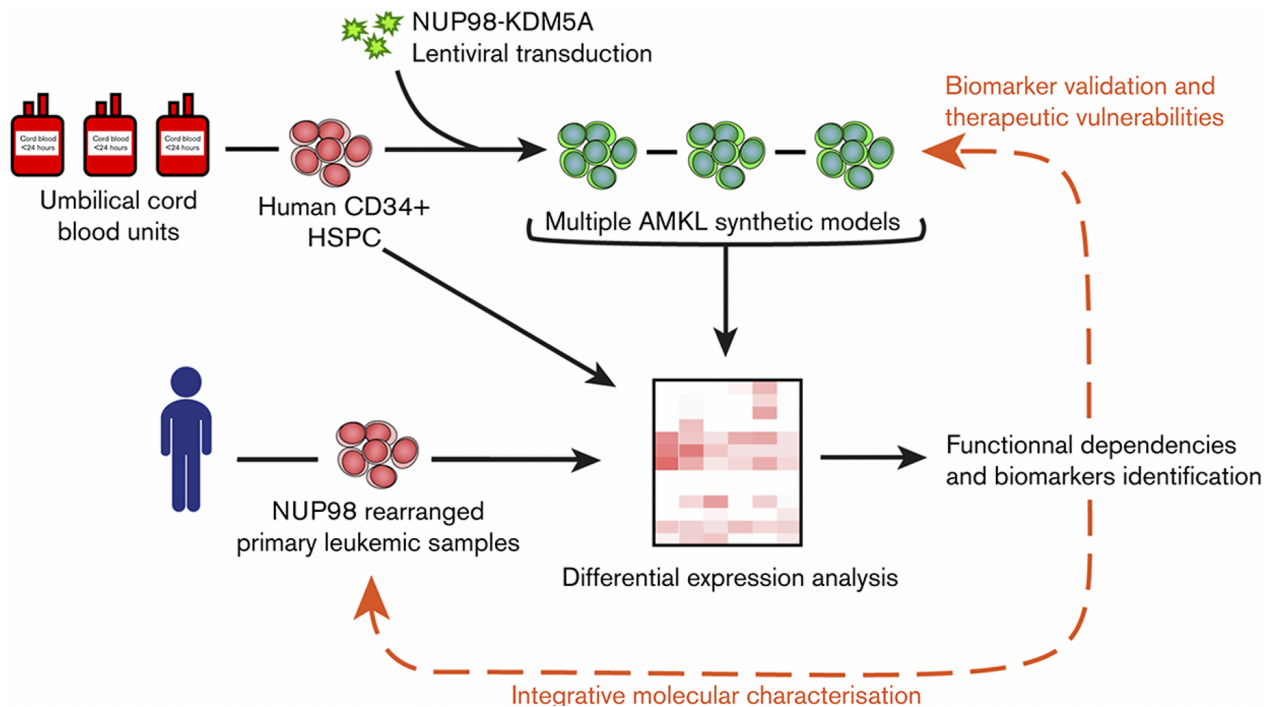 NUP98-KDM5A
Lentiviral transduction
Biomarker validation and
therapeutic vulnerabilities
Cord blood
<24 hours
Cord blood
<24 hours
Cord blood
<24 hours
Umbilical cord
blood units
Human CD34+
HSPC
Multiple AMKL synthetic models
NUP98 rearranged
primary leukemic samples
Differential expression analysis
Functionnal dependencies
and biomarkers identification
Integrative molecular characterisation